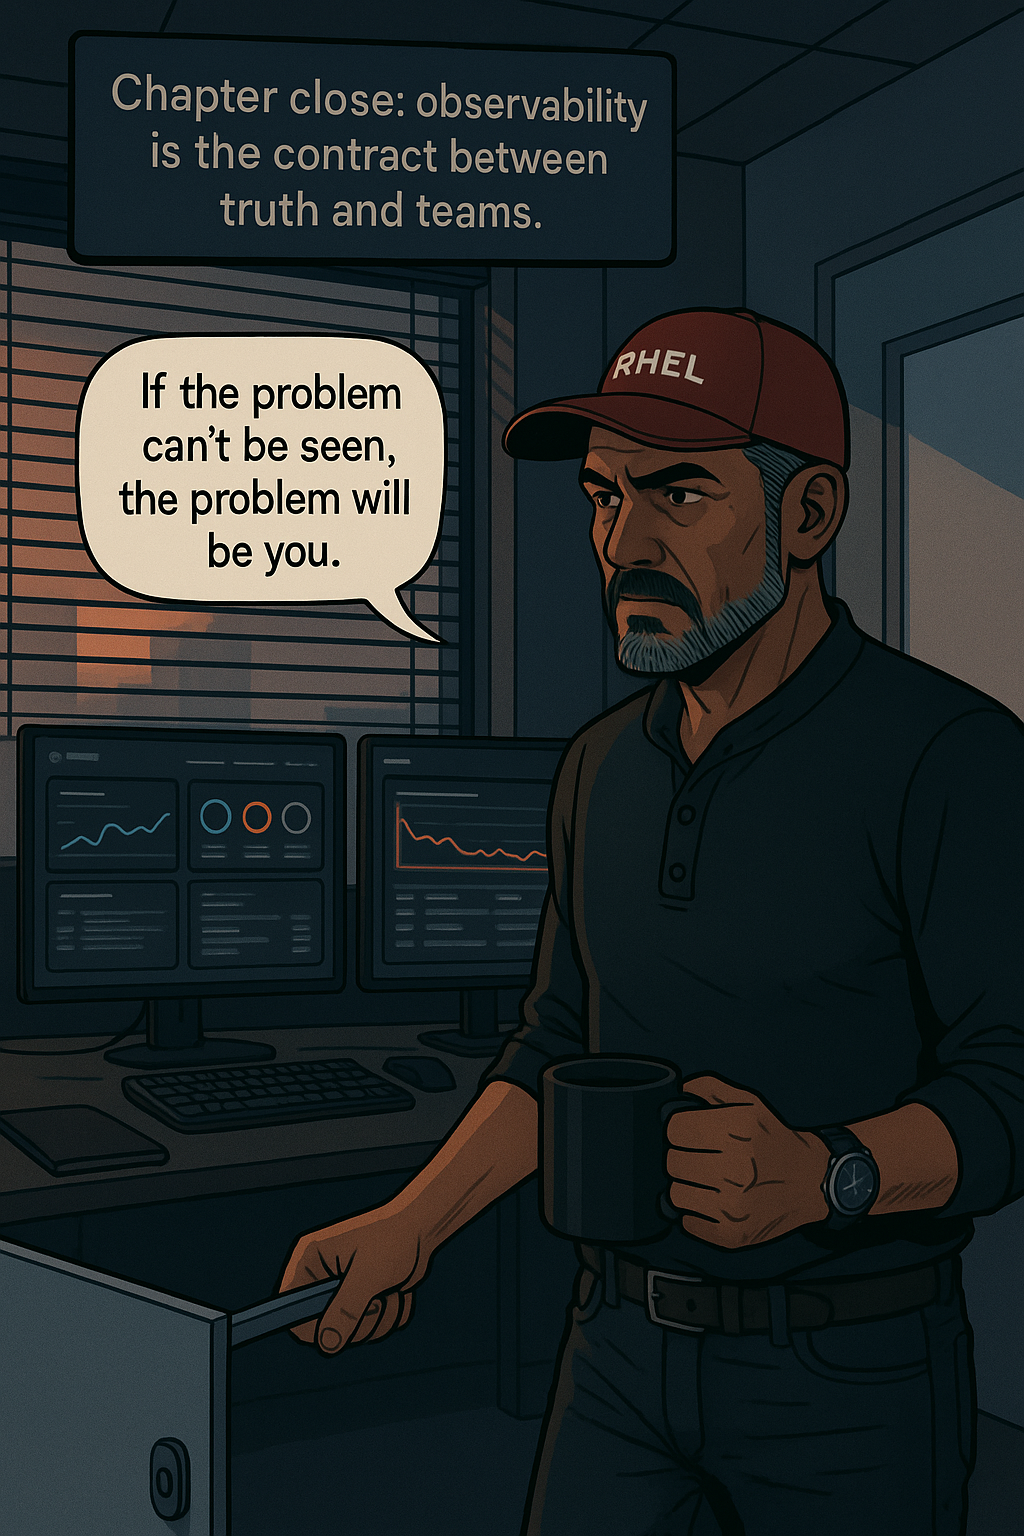 Chapter close: observability
is the contract between
truth and teams.
If the problem
can't be seen,
the problem will
be you.
RHEL